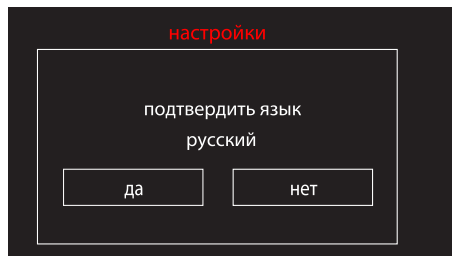 настройки
подтвердить язык
русский
да нет